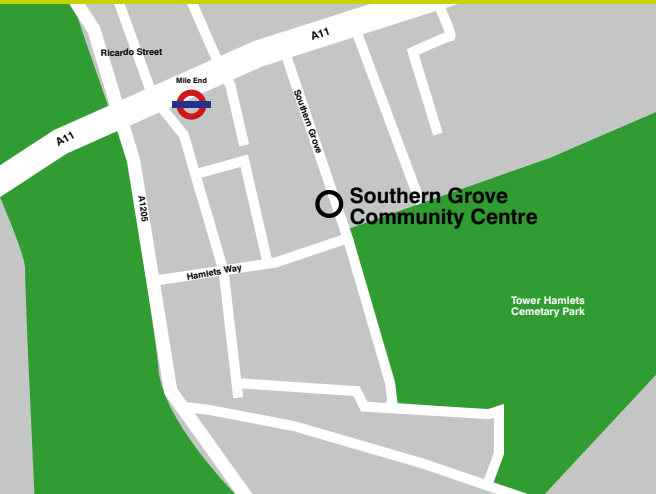 A11
Ricardo Street
Mile End
A11
Southern Grove
A1205
Southern Grove
Community Centre
Hamlets Way
Tower Hamlets
Cemetary Park